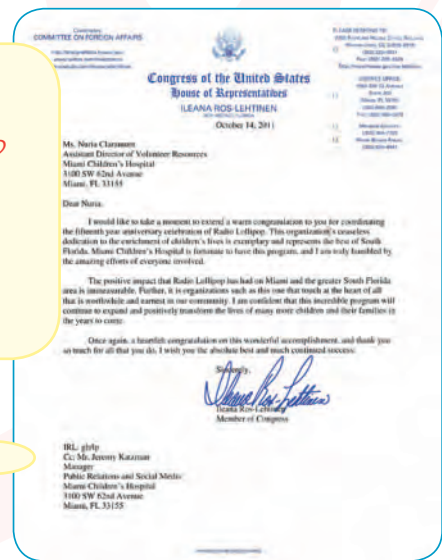 COMMITTEE ON FOREIGN AFFAIRS
Congress of the United States
House of Representatives
ILEANA ROS-LEHTINEN
October 14, 2011
Ms. Nuria Claramunt
Assistant Director of Volunteer Resources
Miami Children's Hospital
3100 SW 62nd Avenue
Miami, FL 33155
Dear Nuria,
I would like to take a moment to extend a warm congratulation to you for coordinating
the fifteenth year anniversary celebration of Radio Lollipop. This organization's ceaseless
dedication to the enrichment of children's lives is exemplary and represents the best of South
Florida. Miami Children's Hospital is fortunate to have this program, and I am truly humbled by
the amazing efforts of everyone involved.
The positive impact that Radio Lollipop has had on Miami and the greater South Florida
area is immeasurable. Further, it is organizations such as this one that touch at the heart of all
that is worthwhile and earnest in our community. I am confident that this incredible program will
continue to expand and positively transform the lives of many more children and their families in
the years to come.
Once again, a heartfelt congratulation on this wonderful accomplishment, and thank you
so much for all that you do. I wish you the absolute best and much continued success.
Sincerely,
Ileana Ros-Lehtinen
Ileana Ros-Lehtinen
Member of Congress
Cc: Mr. Jeremy Katzman
Manager
Public Relations and Social Media
Miami Children's Hospital
3100 SW 62nd Avenue
Miami, FL 33155